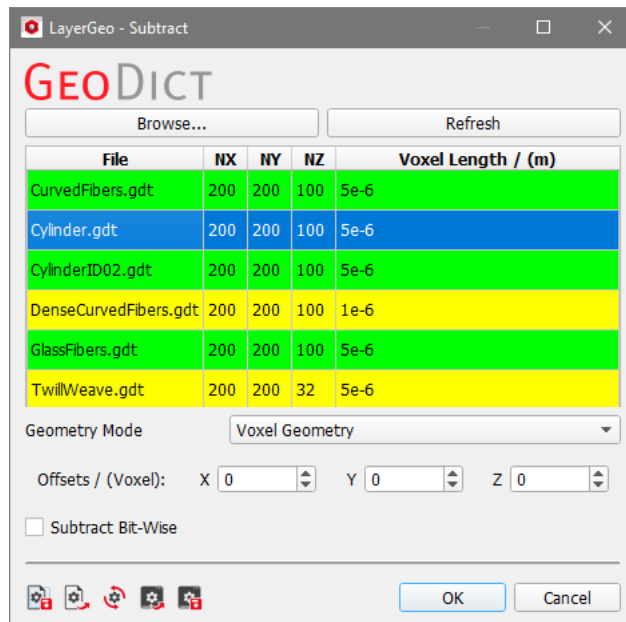 LayerGeo - Subtract
GEODICT
Browse... Refresh
File NX NY NZ Voxel Length / (m)
CurvedFibers.gdt 200 200 100 5e-6
Cylinder.gdt 200 200 100 5e-6
CylinderID02.gdt 200 200 100 5e-6
DenseCurvedFibers.gdt 200 200 100 1e-6
GlassFibers.gdt 200 200 100 5e-6
TwillWeave.gdt 200 200 32 5e-6
Geometry Mode Voxel Geometry
Offsets / (Voxel): X 0 Y 0 Z 0
Subtract Bit-Wise
OK Cancel